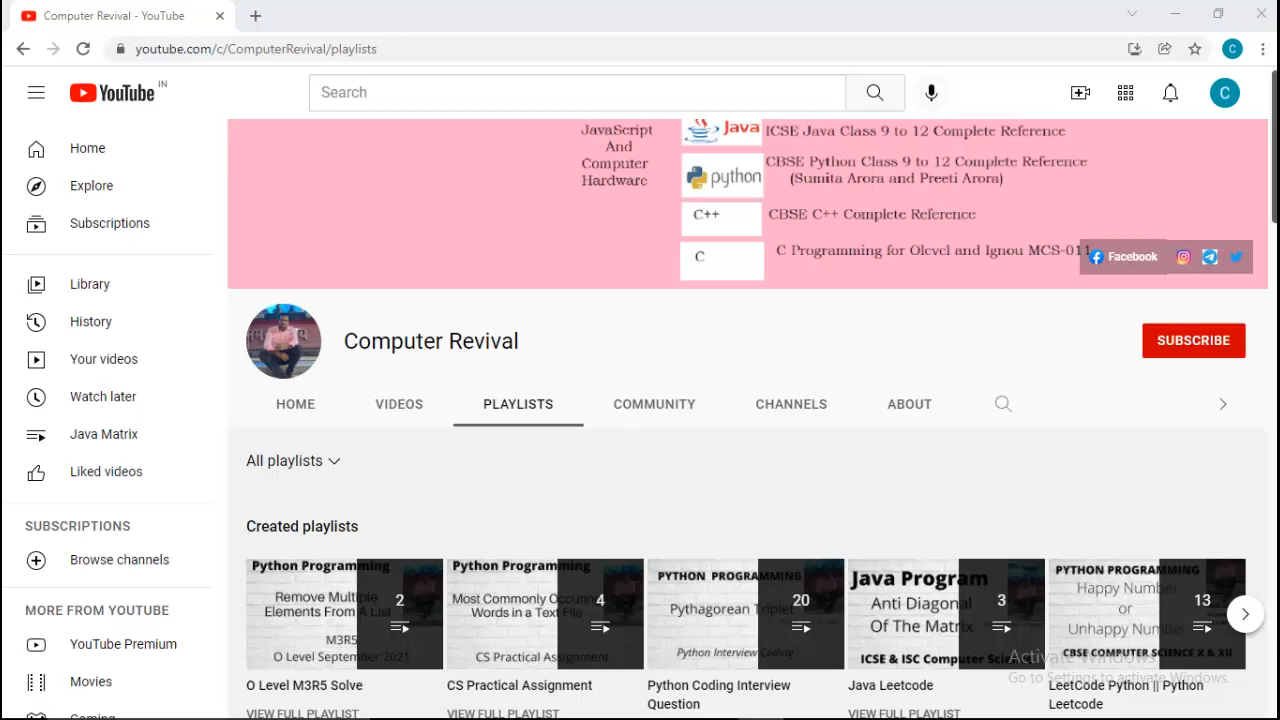 Computer Revival - YouTube
youtube.com/c/ComputerRevival/playlists
C
YouTube IN
Search
C
Home
Explore
Subscriptions
Library
History
Your videos
Watch later
Java Matrix
Liked videos
SUBSCRIPTIONS
Browse channels
MORE FROM YOUTUBE
YouTube Premium
Movies
Gaming
JavaScript
And
Computer
Hardware
Java ICSE Java Class 9 to 12 Complete Reference
python CBSE Python Class 9 to 12 Complete Reference
(Sumita Arora and Preeti Arora)
C++ CBSE C++ Complete Reference
C C Programming for Olevel and Ignou MCS-011
Facebook
Computer Revival
SUBSCRIBE
HOME VIDEOS PLAYLISTS COMMUNITY CHANNELS ABOUT
All playlists
Created playlists
Python Programming
Remove Multiple
Elements From A List
M3R5
O Level September 2021
2
O Level M3R5 Solve
VIEW FULL PLAYLIST
Python Programming
Most Commonly Occuring
Words in a Text File
CS Practical Assignment
4
CS Practical Assignment
VIEW FULL PLAYLIST
PYTHON PROGRAMMING
Pythagorean Triplet
Python Interview Coding
20
Python Coding Interview
Question
Java Program
Anti Diagonal
Of The Matrix
ICSE & ISC Computer Science
3
Java Leetcode
VIEW FULL PLAYLIST
PYTHON PROGRAMMING
Happy Number
or
Unhappy Number
CBSE COMPUTER SCIENCE X & XII
13
LeetCode Python || Python
Leetcode
Activate Windows
Go to Settings to activate Windows.